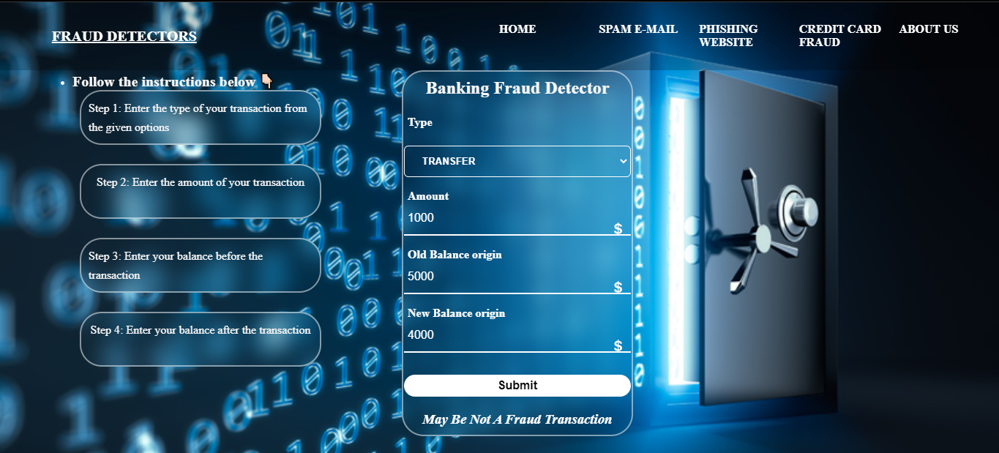 FRAUD DETECTORS
HOME
SPAM E-MAIL
PHISHING
WEBSITE
CREDIT CARD
FRAUD
ABOUT US
Follow the instructions below 👇🏻
Step 1: Enter the type of your transaction from
the given options
Step 2: Enter the amount of your transaction
Step 3: Enter your balance before the
transaction
Step 4: Enter your balance after the transaction
Banking Fraud Detector
Type
TRANSFER
Amount
1000
$
Old Balance origin
5000
$
New Balance origin
4000
$
Submit
May Be Not A Fraud Transaction